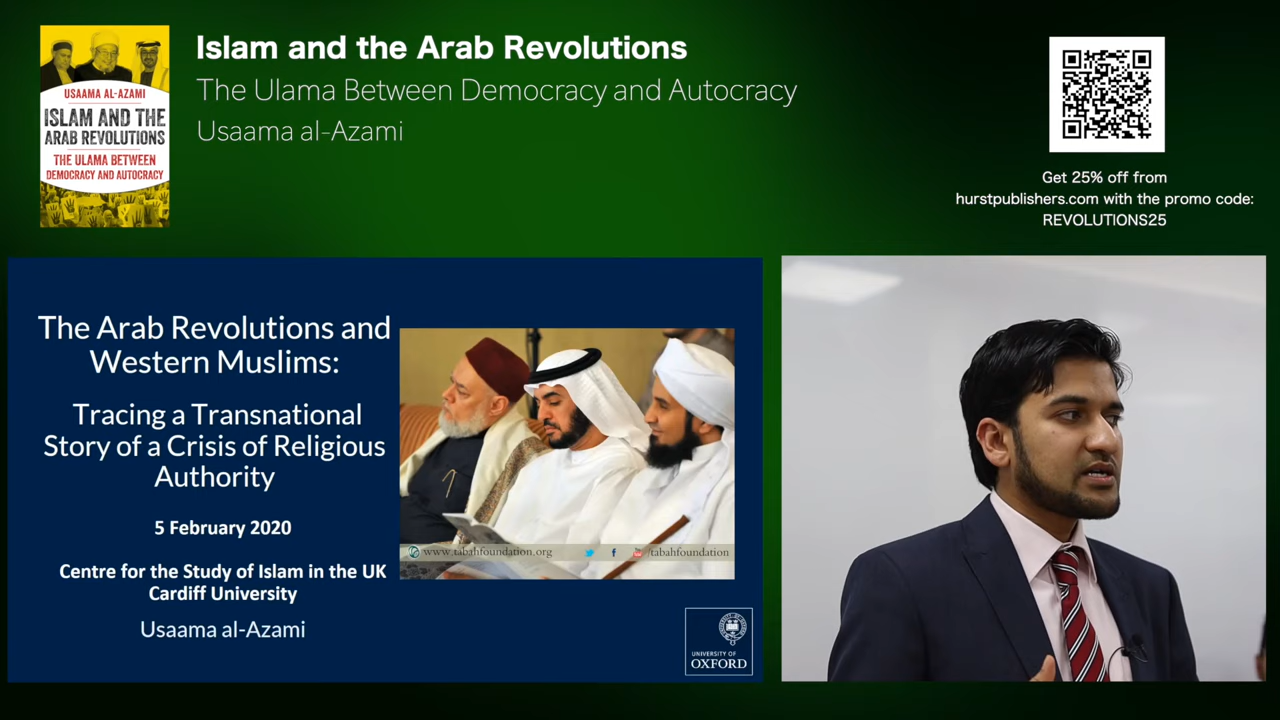 Islam and the Arab Revolutions
The Ulama Between Democracy and Autocracy
Usaama al-Azami
USAAMA AL-AZAMI
ISLAM AND THE
ARAB REVOLUTIONS
THE ULAMA BETWEEN
DEMOCRACY AND AUTOCRACY
Get 25% off from
hurstpublishers.com with the promo code:
REVOLUTIONS25
The Arab Revolutions and
Western Muslims:
Tracing a Transnational
Story of a Crisis of Religious
Authority
5 February 2020
Centre for the Study of Islam in the UK
Cardiff University
Usaama al-Azami
www.tabahfoundation.org
/tabahfoundation
UNIVERSITY OF
OXFORD